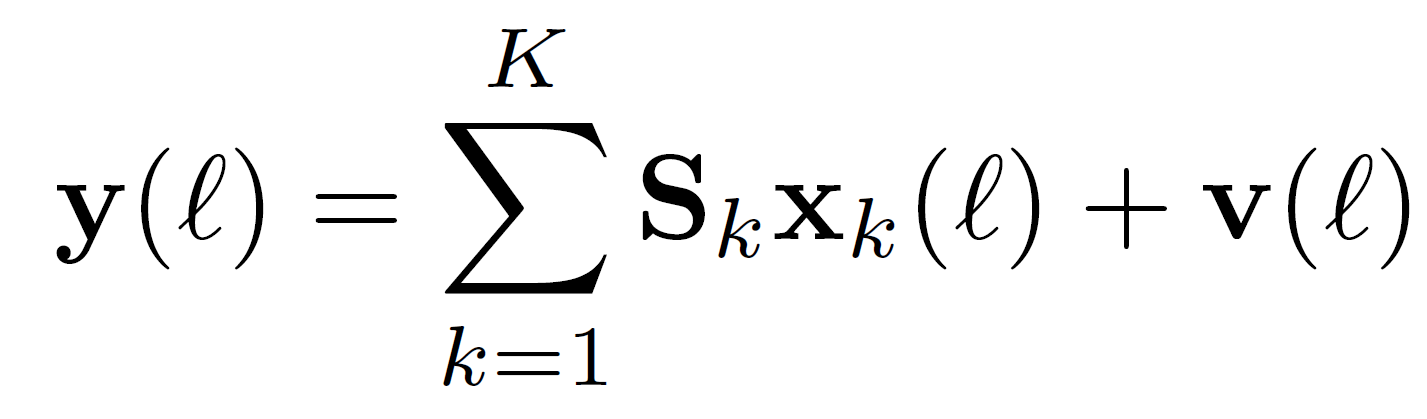 𝐲(ℓ) = ∑_{k=1}^{K} 𝐒_k 𝐱_k(ℓ) + 𝐯(ℓ)